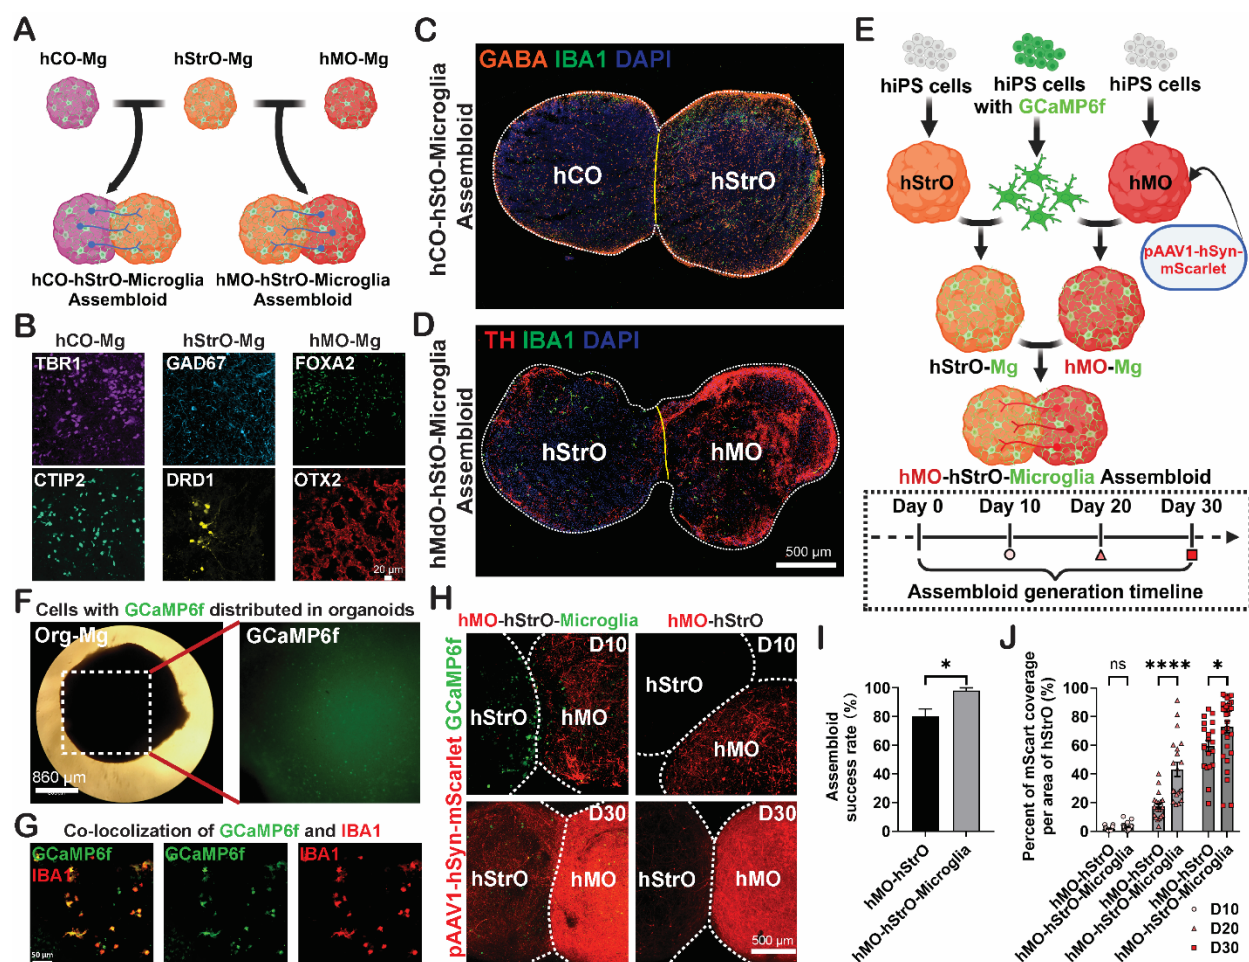 A
hCO-Mg
hStrO-Mg
hMO-Mg
hCO-hStrO-Microglia
Assembloid
hMO-hStrO-Microglia
Assembloid
B
hCO-Mg
hStrO-Mg
hMO-Mg
TBR1
GAD67
FOXA2
CTIP2
DRD1
OTX2
20 µm
C
hCO-hStO-Microglia
Assembloid
GABA IBA1 DAPI
hCO
hStrO
D
hMdO-hStO-Microglia
Assembloid
TH IBA1 DAPI
hStrO
hMO
500 µm
E
hiPS cells
hiPS cells
with GCaMP6f
hiPS cells
hStrO
hMO
pAAV1-hSyn-
mScarlet
hStrO-Mg
hMO-Mg
hMO-hStrO-Microglia Assembloid
Day 0
Day 10
Day 20
Day 30
Assembloid generation timeline
F
Cells with GCaMP6f distributed in organoids
Org-Mg
GCaMP6f
860 µm
G
Co-locolization of GCaMP6f and IBA1
GCaMP6f
IBA1
GCaMP6f
IBA1
50 µm
H
hMO-hStrO-Microglia
hMO-hStrO
pAAV1-hSyn-mScarlet GCaMP6f
D10
hStrO
hMO
D10
hStrO
hMO
D30
hStrO
hMO
D30
hStrO
hMO
500 µm
I
*
Assembloid
success rate (%)
100
80
60
40
20
0
hMO-hStrO
hMO-hStrO-Microglia
J
ns
****
*
Percent of mScart coverage
per area of hStrO (%)
100
80
60
40
20
0
hMO-hStrO
hMO-hStrO-Microglia
hMO-hStrO
hMO-hStrO-Microglia
hMO-hStrO
hMO-hStrO-Microglia
D10
D20
D30